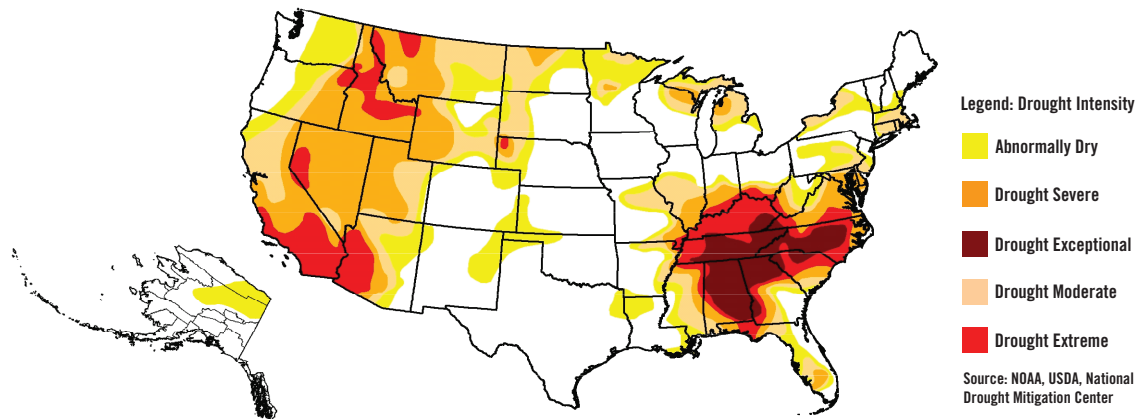 Legend: Drought Intensity
Abnormally Dry
Drought Severe
Drought Exceptional
Drought Moderate
Drought Extreme
Source: NOAA, USDA, National
Drought Mitigation Center